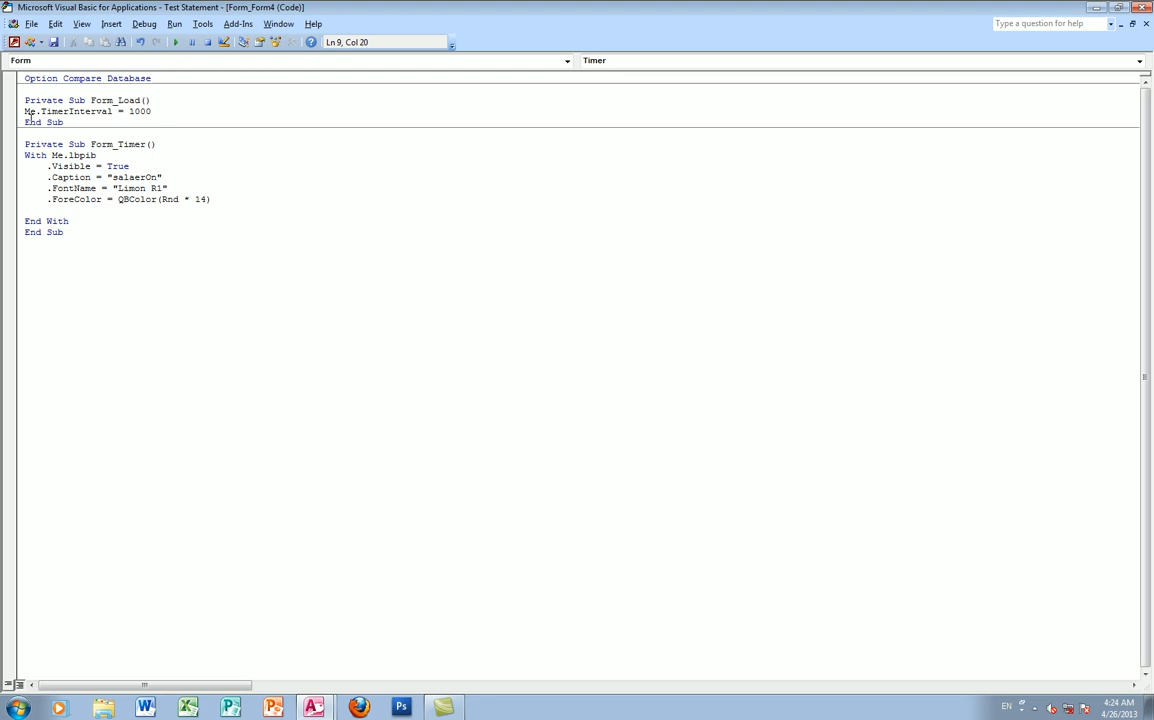 Microsoft Visual Basic for Applications - Test Statement - [Form_Form4 (Code)]
File Edit View Insert Debug Run Tools Add-Ins Window Help
Type a question for help
Ln 9, Col 20
Form
Timer
Option Compare Database
Private Sub Form_Load()
Me.TimerInterval = 1000
End Sub
Private Sub Form_Timer()
With Me.lbpib
.Visible = True
.Caption = "salaerOn"
.FontName = "Limon R1"
.ForeColor = QBColor(Rnd * 14)
End With
End Sub
EN
4:24 AM
4/26/2013
Ps